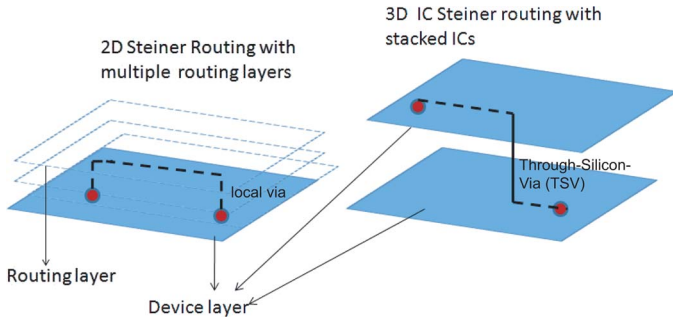 2D Steiner Routing with
multiple routing layers
3D IC Steiner routing with
stacked ICs
local via
Through-Silicon-
Via (TSV)
Routing layer
Device layer